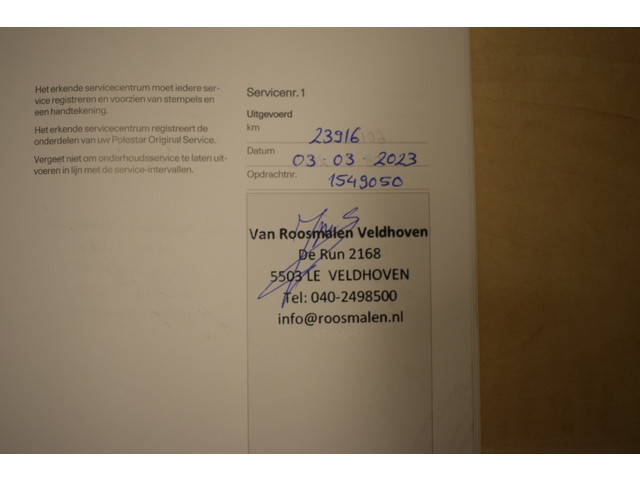 Het erkende servicecentrum moet iedere ser-
vice registreren en voorzien van stempels en
een handtekening.
Het erkende servicecentrum registreert de
onderdelen van uw Polestar Original Service.
Vergeet niet om onderhoudsservice te laten uit-
voeren in lijn met de service-intervallen.
Servicenr. 1
Uitgevoerd
km 23916
Datum 03-03-2023
Opdrachtnr. 1549050
Van Roosmalen Veldhoven
De Run 2168
5503 LE VELDHOVEN
Tel: 040-2498500
info@roosmalen.nl